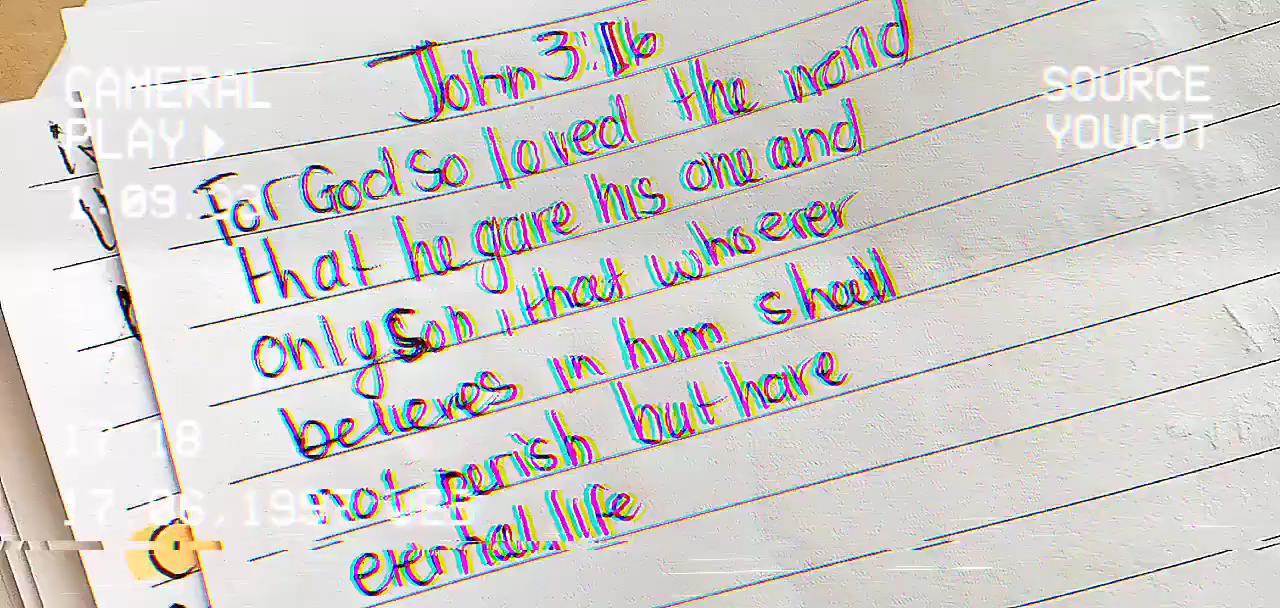 CAMERAL
PLAY
SOURCE
YOUCUT
John 3:16
For God so loved the world
that he gave his one and
only Son, that whoever
believes in him shall
not perish but have
eternal life
17 18